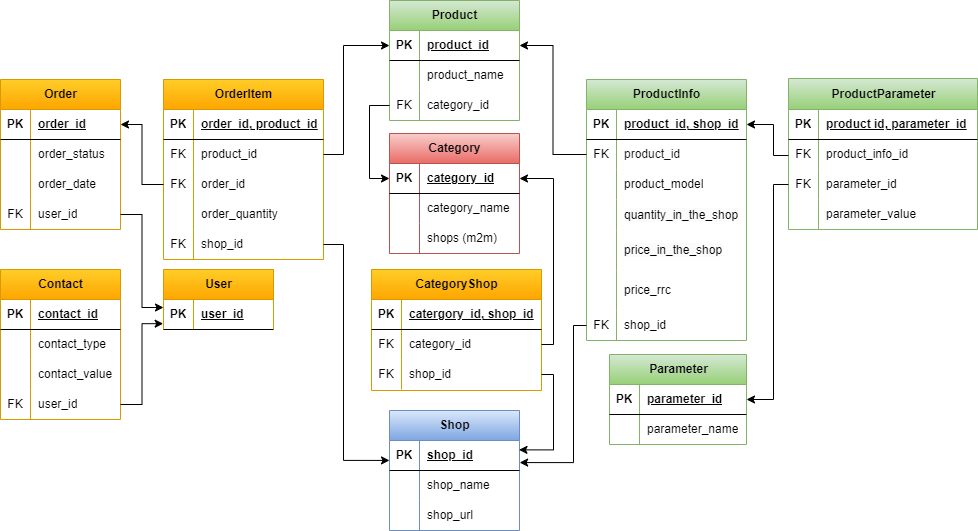 Product
PK product_id
product_name
FK category_id
Order
PK order_id
order_status
order_date
FK user_id
OrderItem
PK order_id, product_id
FK product_id
FK order_id
order_quantity
FK shop_id
Category
PK category_id
category_name
shops (m2m)
ProductInfo
PK product_id, shop_id
FK product_id
product_model
quantity_in_the_shop
price_in_the_shop
price_rrc
FK shop_id
ProductParameter
PK product id, parameter_id
FK product_info_id
FK parameter_id
parameter_value
Contact
PK contact_id
contact_type
contact_value
FK user_id
User
PK user_id
CategoryShop
PK catergory_id, shop_id
FK category_id
FK shop_id
Parameter
PK parameter_id
parameter_name
Shop
PK shop_id
shop_name
shop_url